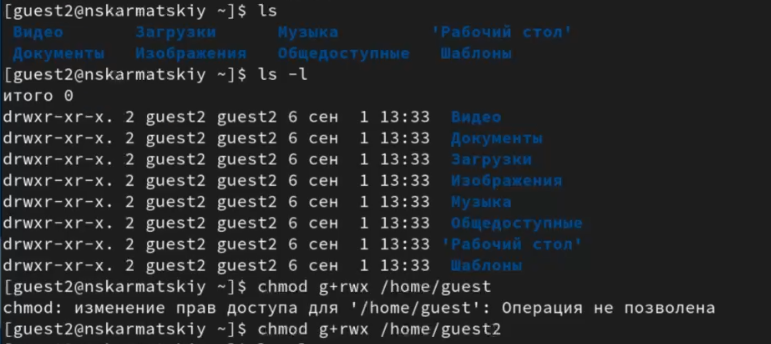 [guest2@nskarmatskiy ~]$ ls
Видео Загрузки Музыка 'Рабочий стол'
Документы Изображения Общедоступные Шаблоны
[guest2@nskarmatskiy ~]$ ls -l
итого 0
drwxr-xr-x. 2 guest2 guest2 6 сен 1 13:33 Видео
drwxr-xr-x. 2 guest2 guest2 6 сен 1 13:33 Документы
drwxr-xr-x. 2 guest2 guest2 6 сен 1 13:33 Загрузки
drwxr-xr-x. 2 guest2 guest2 6 сен 1 13:33 Изображения
drwxr-xr-x. 2 guest2 guest2 6 сен 1 13:33 Музыка
drwxr-xr-x. 2 guest2 guest2 6 сен 1 13:33 Общедоступные
drwxr-xr-x. 2 guest2 guest2 6 сен 1 13:33 'Рабочий стол'
drwxr-xr-x. 2 guest2 guest2 6 сен 1 13:33 Шаблоны
[guest2@nskarmatskiy ~]$ chmod g+rwx /home/guest
chmod: изменение прав доступа для '/home/guest': Операция не позволена
[guest2@nskarmatskiy ~]$ chmod g+rwx /home/guest2